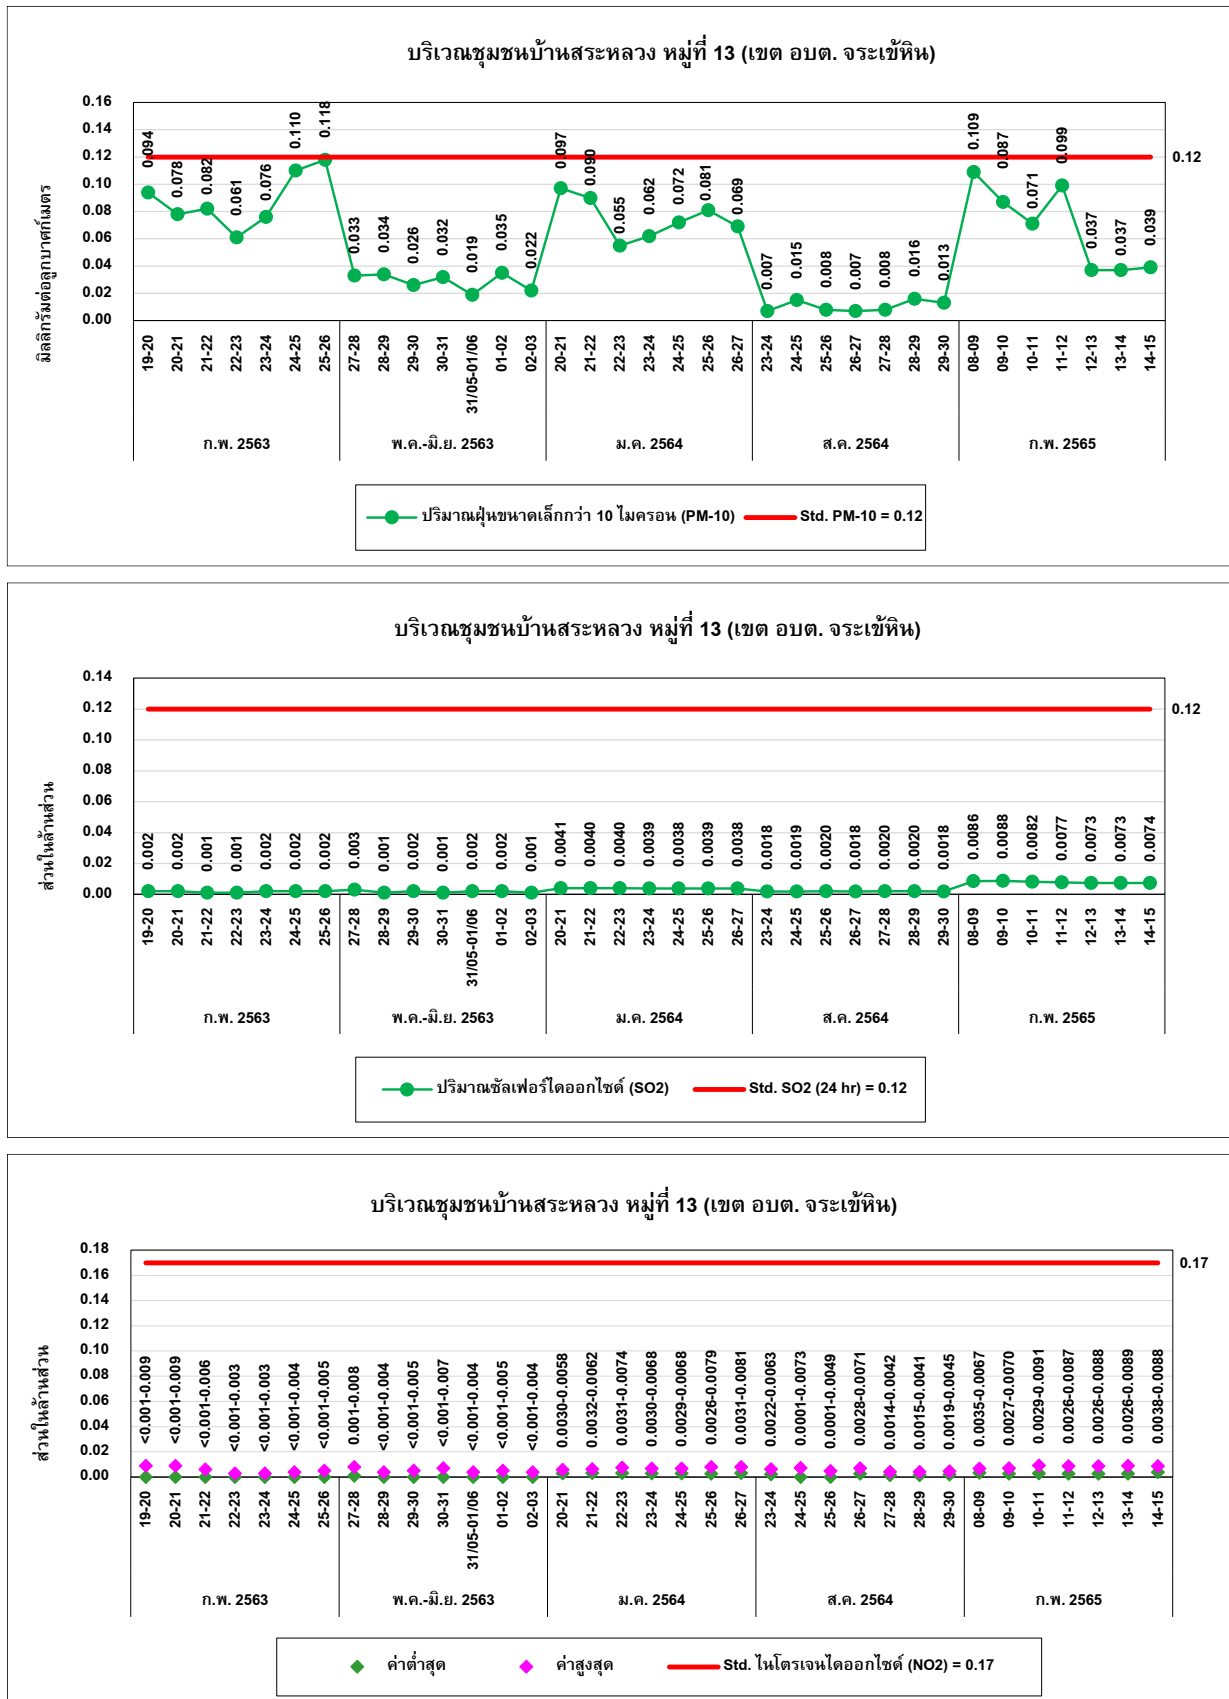 บริเวณชุมชนบ้านสระหลวง หมู่ที่ 13 (เขต อบต. จระเข้หิน)
มิลลิกรัมต่อลูกบาศก์เมตร
0.16
0.14
0.12
0.10
0.08
0.06
0.04
0.02
0.00
0.094 0.078 0.082 0.061 0.076 0.110 0.118 0.033 0.034 0.026 0.032 0.019 0.035 0.022 0.097 0.090 0.055 0.062 0.072 0.081 0.069 0.007 0.015 0.008 0.007 0.008 0.016 0.013 0.109 0.087 0.071 0.099 0.037 0.037 0.039
0.12
19-20 20-21 21-22 22-23 23-24 24-25 25-26 27-28 28-29 29-30 30-31 31/05-01/06 01-02 02-03 20-21 21-22 22-23 23-24 24-25 25-26 26-27 23-24 24-25 25-26 26-27 27-28 28-29 29-30 08-09 09-10 10-11 11-12 12-13 13-14 14-15
ก.พ. 2563 พ.ค.-มิ.ย. 2563 ม.ค. 2564 ส.ค. 2564 ก.พ. 2565
ปริมาณฝุ่นขนาดเล็กกว่า 10 ไมครอน (PM-10) Std. PM-10 = 0.12
บริเวณชุมชนบ้านสระหลวง หมู่ที่ 13 (เขต อบต. จระเข้หิน)
ส่วนในล้านส่วน
0.14
0.12
0.10
0.08
0.06
0.04
0.02
0.00
0.002 0.002 0.001 0.001 0.002 0.002 0.002 0.003 0.001 0.002 0.001 0.002 0.002 0.001 0.0041 0.0040 0.0040 0.0039 0.0038 0.0039 0.0038 0.0018 0.0019 0.0020 0.0018 0.0020 0.0020 0.0018 0.0086 0.0088 0.0082 0.0077 0.0073 0.0073 0.0074
0.12
19-20 20-21 21-22 22-23 23-24 24-25 25-26 27-28 28-29 29-30 30-31 31/05-01/06 01-02 02-03 20-21 21-22 22-23 23-24 24-25 25-26 26-27 23-24 24-25 25-26 26-27 27-28 28-29 29-30 08-09 09-10 10-11 11-12 12-13 13-14 14-15
ก.พ. 2563 พ.ค.-มิ.ย. 2563 ม.ค. 2564 ส.ค. 2564 ก.พ. 2565
ปริมาณซัลเฟอร์ไดออกไซด์ (SO2) Std. SO2 (24 hr) = 0.12
บริเวณชุมชนบ้านสระหลวง หมู่ที่ 13 (เขต อบต. จระเข้หิน)
ส่วนในล้านส่วน
0.18
0.16
0.14
0.12
0.10
0.08
0.06
0.04
0.02
0.00
<0.001-0.009 <0.001-0.009 <0.001-0.006 <0.001-0.003 <0.001-0.003 <0.001-0.004 <0.001-0.005 0.001-0.008 <0.001-0.004 <0.001-0.005 <0.001-0.007 <0.001-0.004 <0.001-0.005 <0.001-0.004 0.0030-0.0058 0.0032-0.0062 0.0031-0.0074 0.0030-0.0068 0.0029-0.0068 0.0026-0.0079 0.0031-0.0081 0.0022-0.0063 0.0001-0.0073 0.0001-0.0049 0.0028-0.0071 0.0014-0.0042 0.0015-0.0041 0.0019-0.0045 0.0035-0.0067 0.0027-0.0070 0.0029-0.0091 0.0026-0.0087 0.0026-0.0088 0.0026-0.0089 0.0038-0.0088
0.17
19-20 20-21 21-22 22-23 23-24 24-25 25-26 27-28 28-29 29-30 30-31 31/05-01/06 01-02 02-03 20-21 21-22 22-23 23-24 24-25 25-26 26-27 23-24 24-25 25-26 26-27 27-28 28-29 29-30 08-09 09-10 10-11 11-12 12-13 13-14 14-15
ก.พ. 2563 พ.ค.-มิ.ย. 2563 ม.ค. 2564 ส.ค. 2564 ก.พ. 2565
ค่าต่ำสุด ค่าสูงสุด Std. ไนโตรเจนไดออกไซด์ (NO2) = 0.17